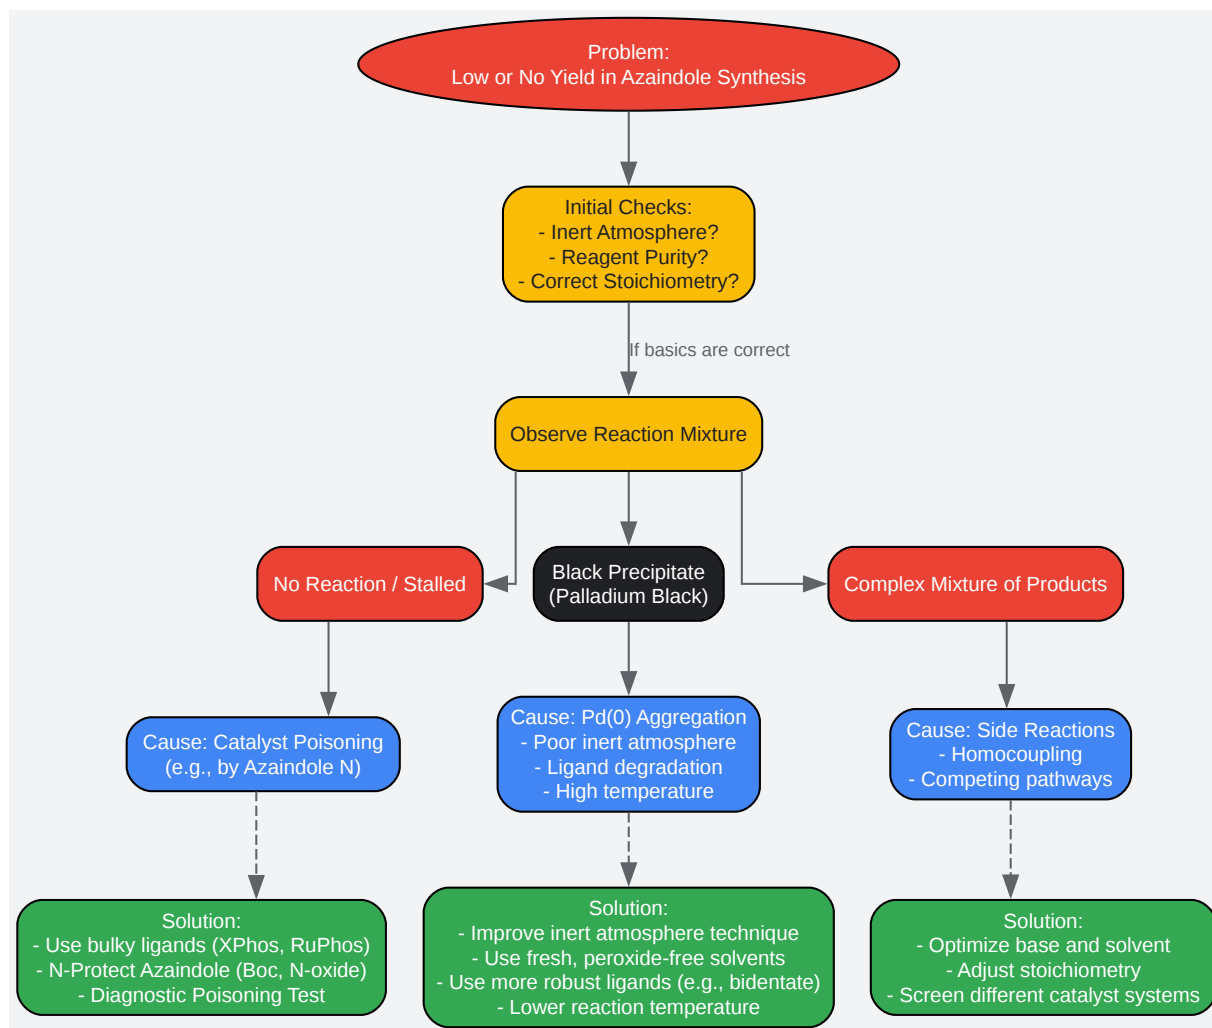 Problem:
Low or No Yield in Azaindole Synthesis
Initial Checks:
- Inert Atmosphere?
- Reagent Purity?
- Correct Stoichiometry?
If basics are correct
Observe Reaction Mixture
No Reaction / Stalled
Black Precipitate
(Palladium Black)
Complex Mixture of Products
Cause: Catalyst Poisoning
(e.g., by Azaindole N)
Cause: Pd(0) Aggregation
- Poor inert atmosphere
- Ligand degradation
- High temperature
Cause: Side Reactions
- Homocoupling
- Competing pathways
Solution:
- Use bulky ligands (XPhos, RuPhos)
- N-Protect Azaindole (Boc, N-oxide)
- Diagnostic Poisoning Test
Solution:
- Improve inert atmosphere technique
- Use fresh, peroxide-free solvents
- Use more robust ligands (e.g., bidentate)
- Lower reaction temperature
Solution:
- Optimize base and solvent
- Adjust stoichiometry
- Screen different catalyst systems